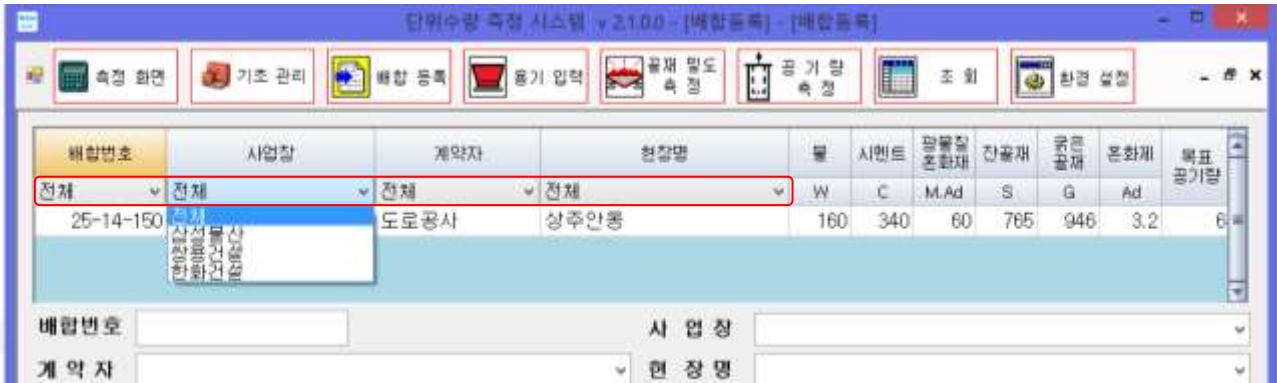 단위수량 측정 시스템 v 2.1.0.0 - [배합등록] - [배합등록]
측정 화면 기초 관리 배합 등록 용기 입력 골재 밀도 측 정 공 기 량 측 정 조 회 환경 설정
배합번호 사업장 계약자 현장명 물 시멘트 광물질 혼화재 잔골재 굵은 골재 혼화제 목표 공기량
전체 전체 전체 전체 W C M.Ad S G Ad
25-14-150 전체 도로공사 상주안동 160 340 60 765 946 3.2 6
삼성물산
쌍용건설
한화건설
배합번호 사 업 장
계 약 자 현 장 명